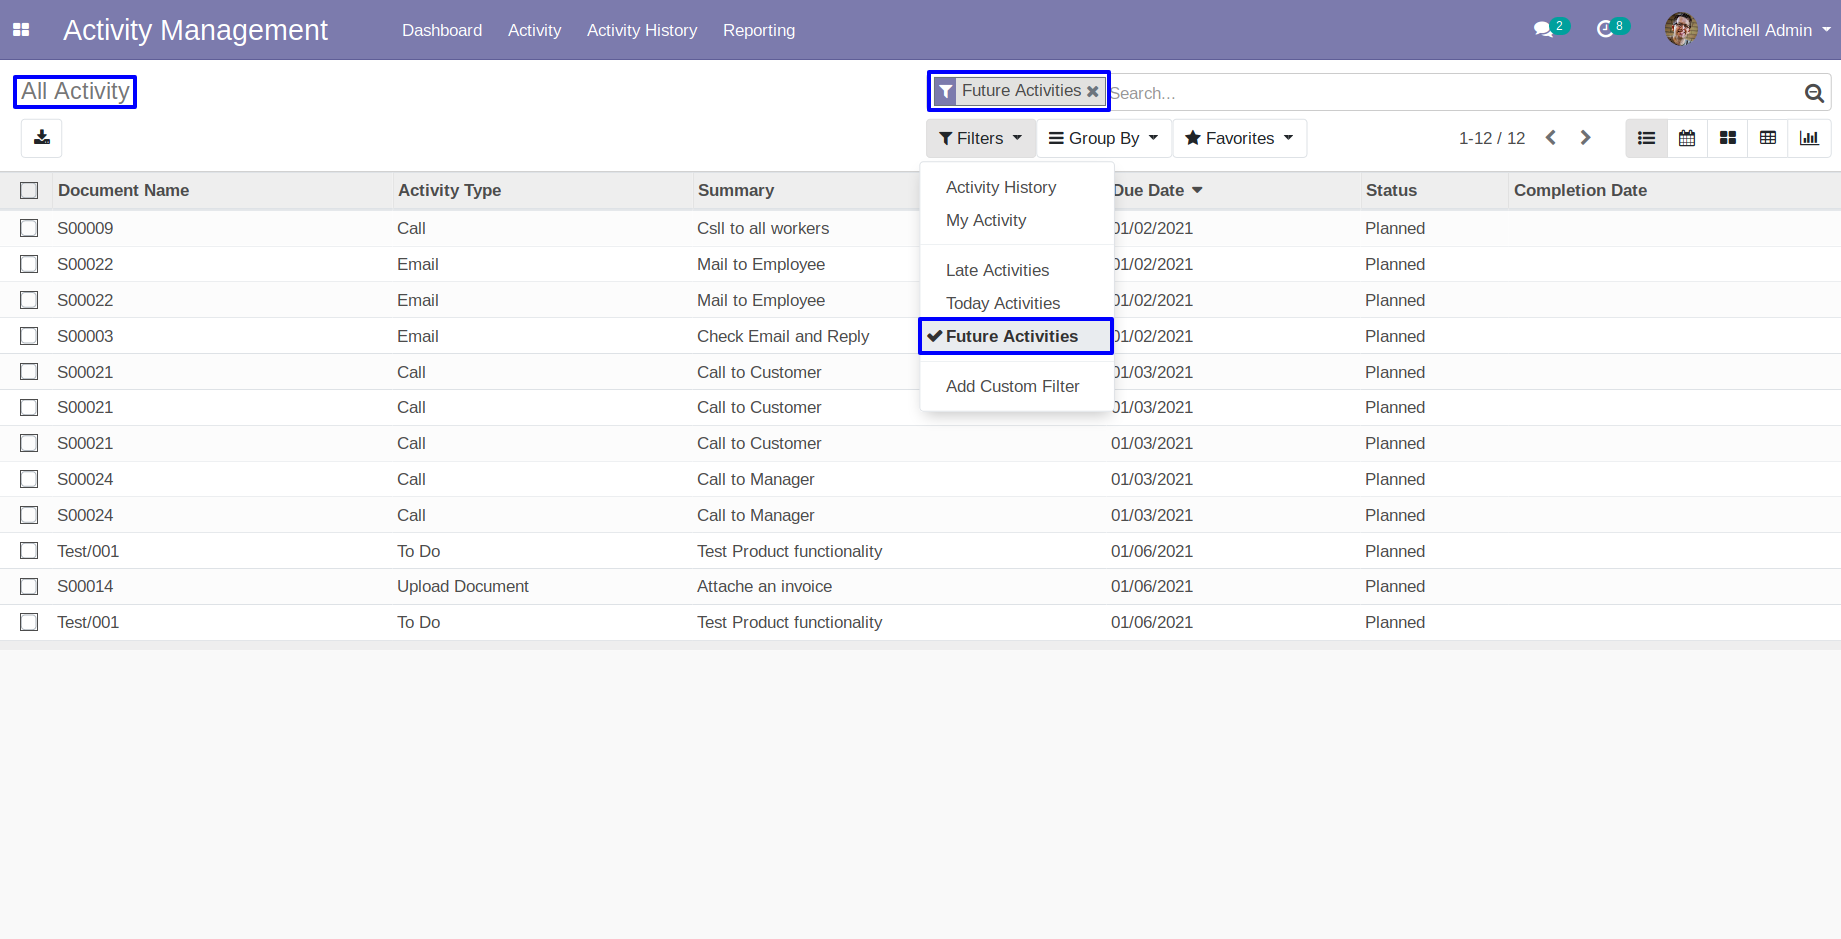 Activity Management Dashboard Activity Activity History Reporting 2 8 Mitchell Admin
All Activity Future Activities Search...
Filters Group By Favorites 1-12 / 12
Document Name Activity Type Summary Due Date Status Completion Date
S00009 Call Csll to all workers 01/02/2021 Planned
S00022 Email Mail to Employee 01/02/2021 Planned
S00022 Email Mail to Employee 01/02/2021 Planned
S00003 Email Check Email and Reply 01/02/2021 Planned
S00021 Call Call to Customer 01/03/2021 Planned
S00021 Call Call to Customer 01/03/2021 Planned
S00021 Call Call to Customer 01/03/2021 Planned
S00024 Call Call to Manager 01/03/2021 Planned
S00024 Call Call to Manager 01/03/2021 Planned
Test/001 To Do Test Product functionality 01/06/2021 Planned
S00014 Upload Document Attache an invoice 01/06/2021 Planned
Test/001 To Do Test Product functionality 01/06/2021 Planned
Activity History
My Activity
Late Activities
Today Activities
Future Activities
Add Custom Filter